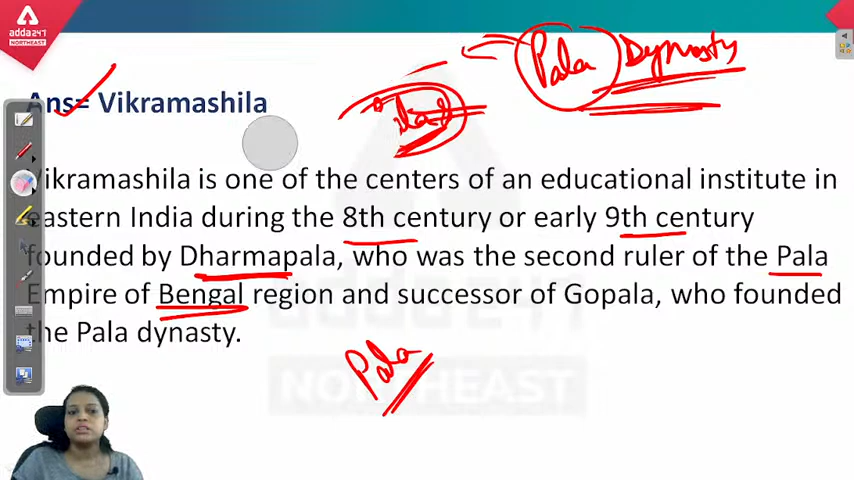 adda247
NORTHEAST
Pala Dynasty
Ans= Vikramashila
Vikramashila is one of the centers of an educational institute in
eastern India during the 8th century or early 9th century
founded by Dharmapala, who was the second ruler of the Pala
Empire of Bengal region and successor of Gopala, who founded
the Pala dynasty.
Pala
adda247
NORTHEAST